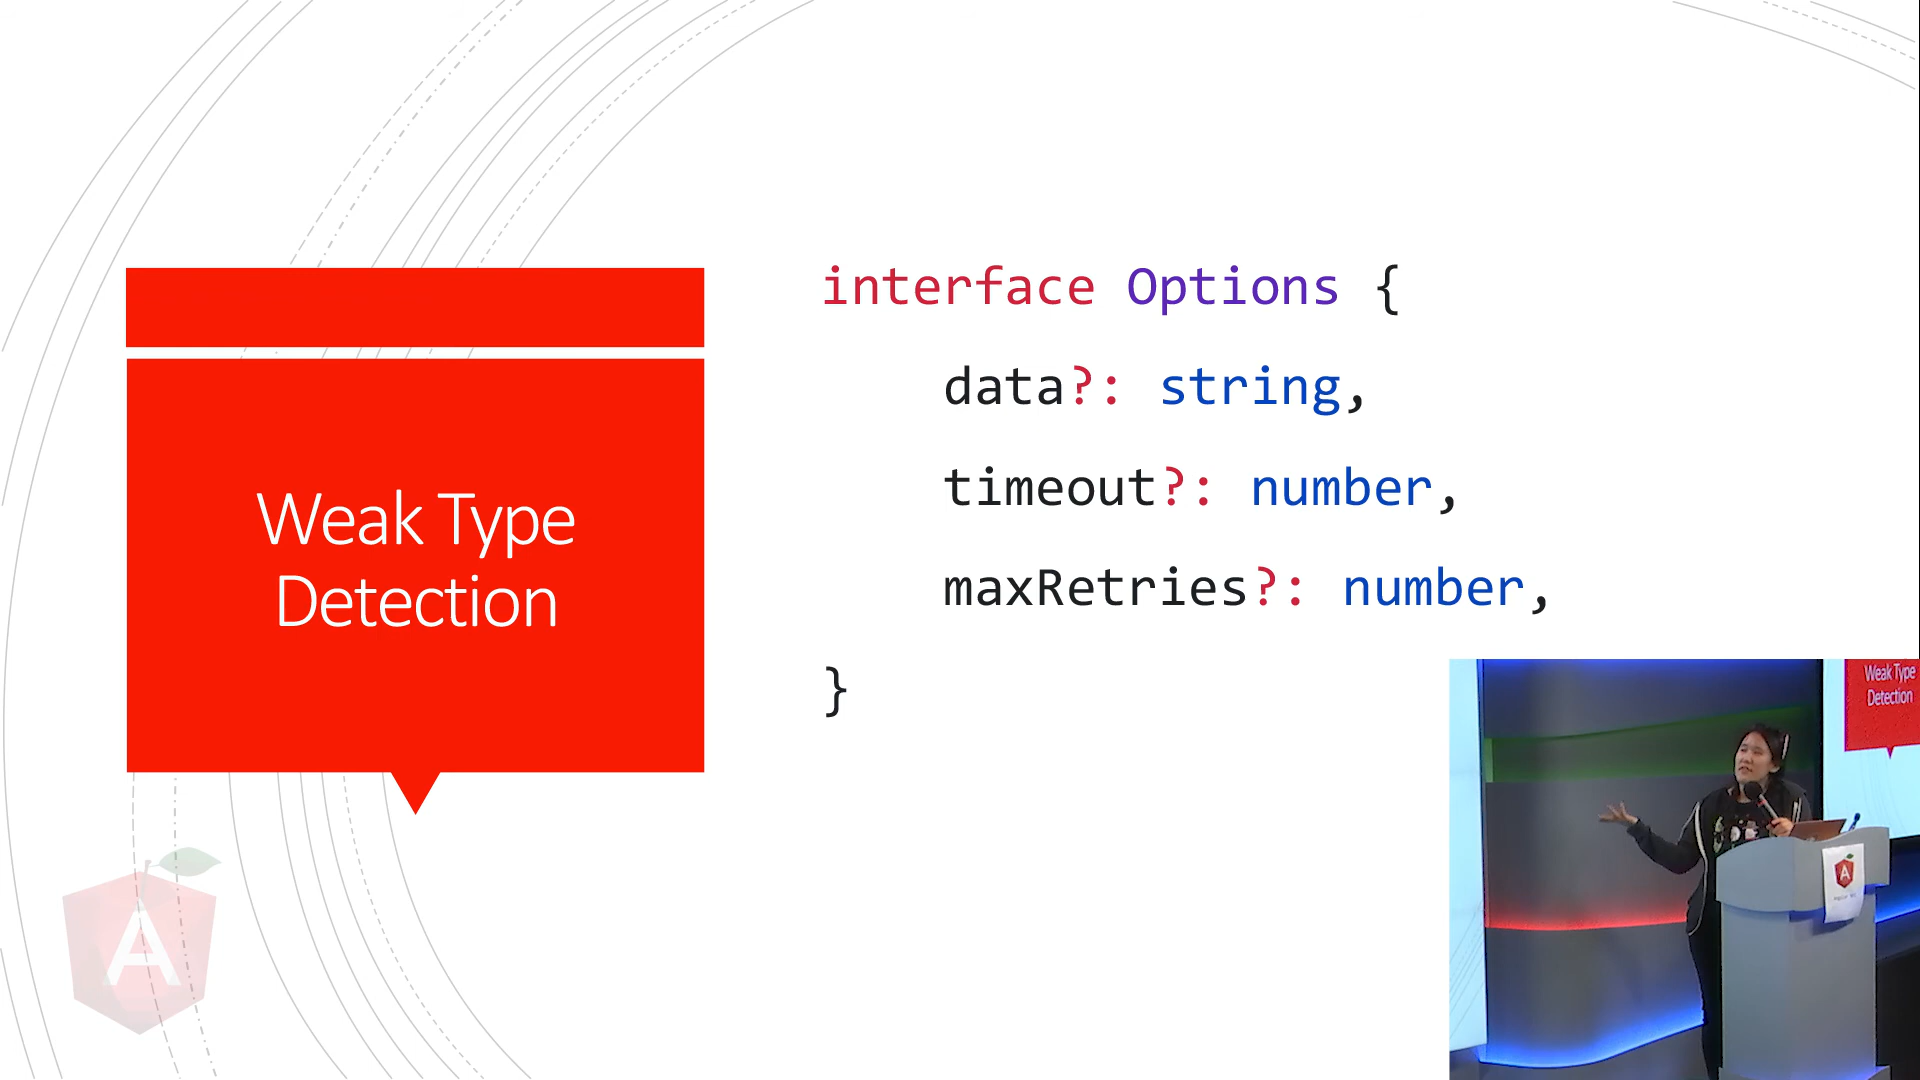 Weak Type
Detection
interface Options {
data?: string,
timeout?: number,
maxRetries?: number,
}
Weak Type
Detection
A
A